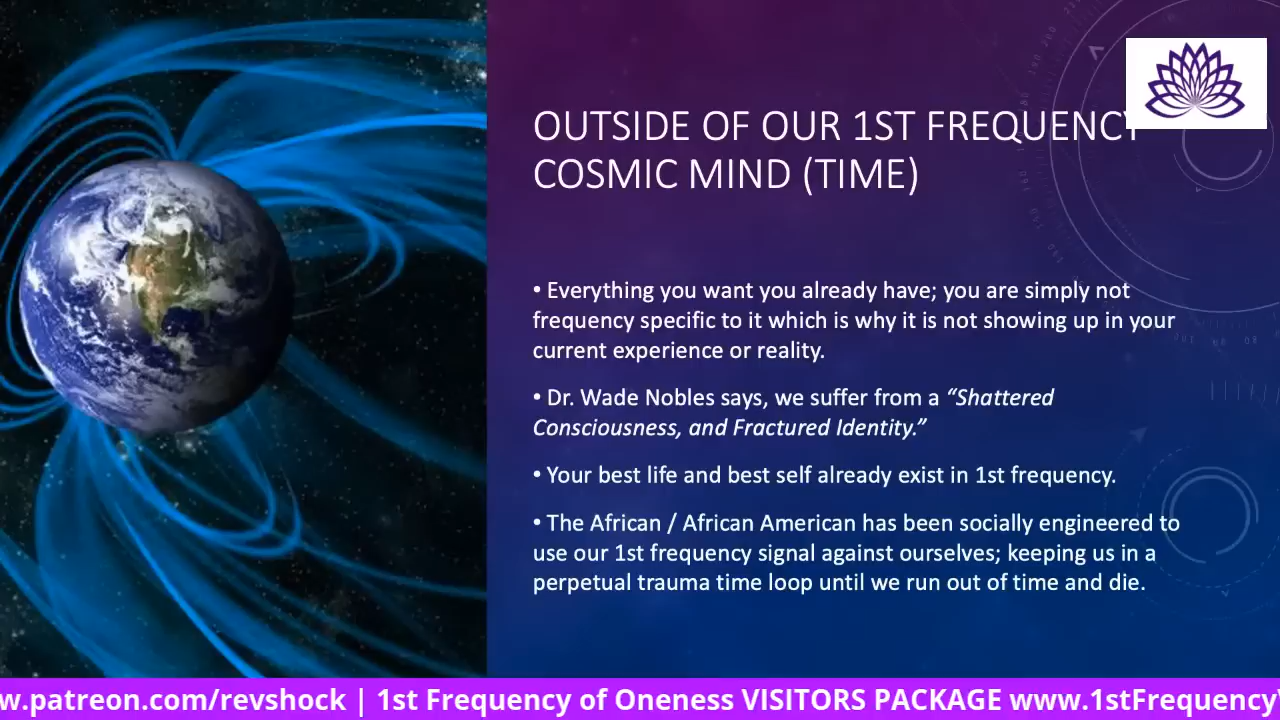 OUTSIDE OF OUR 1ST FREQUENCY
COSMIC MIND (TIME)
• Everything you want you already have; you are simply not
frequency specific to it which is why it is not showing up in your
current experience or reality.
• Dr. Wade Nobles says, we suffer from a “Shattered
Consciousness, and Fractured Identity.”
• Your best life and best self already exist in 1st frequency.
• The African / African American has been socially engineered to
use our 1st frequency signal against ourselves; keeping us in a
perpetual trauma time loop until we run out of time and die.
w.patreon.com/revshock | 1st Frequency of Oneness VISITORS PACKAGE www.1stFrequency